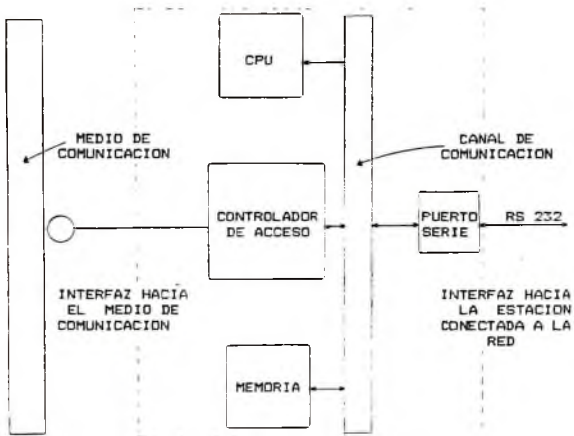 CPU
MEDIO DE
COMUNICACION
CANAL DE
COMUNICACION
CONTROLADOR
DE ACCESO
PUERTO
SERIE
RS 232
INTERFAZ HACIA
EL MEDIO DE
COMUNICACION
INTERFAZ HACIA
LA ESTACION
CONECTADA A LA
RED
MEMORIA